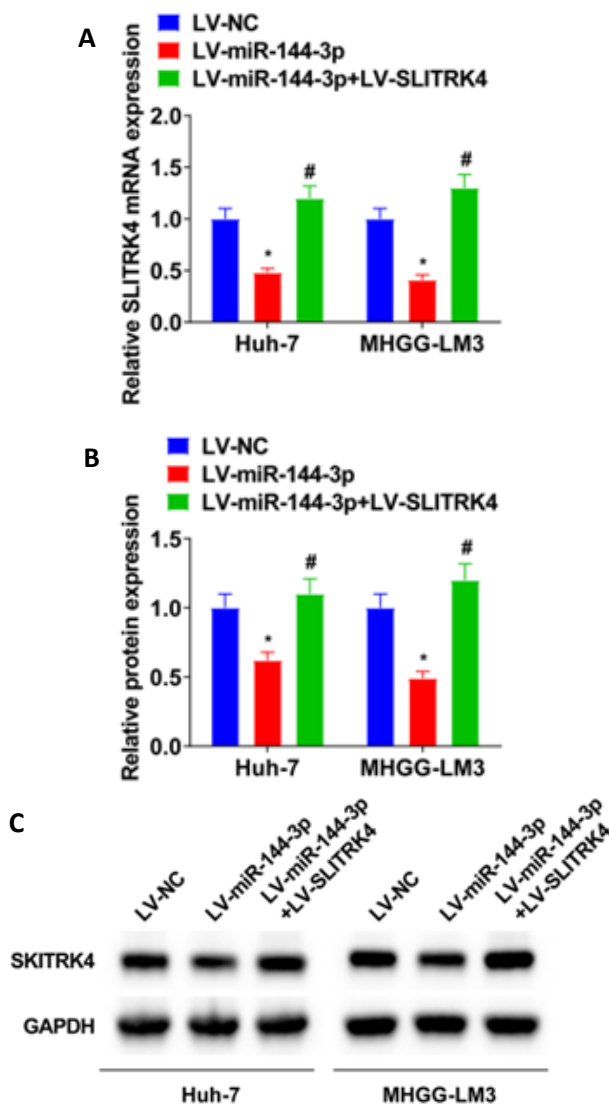 A
LV-NC
LV-miR-144-3p
LV-miR-144-3p+LV-SLITRK4
Relative SLITRK4 mRNA expression
2.0
1.5
1.0
0.5
0.0
*
#
*
#
Huh-7 MHGG-LM3
B
LV-NC
LV-miR-144-3p
LV-miR-144-3p+LV-SLITRK4
Relative protein expression
1.5
1.0
0.5
0.0
*
#
*
#
Huh-7 MHGG-LM3
C
LV-NC
LV-miR-144-3p
LV-miR-144-3p
+LV-SLITRK4
LV-NC
LV-miR-144-3p
LV-miR-144-3p
+LV-SLITRK4
SKITRK4
GAPDH
Huh-7 MHGG-LM3